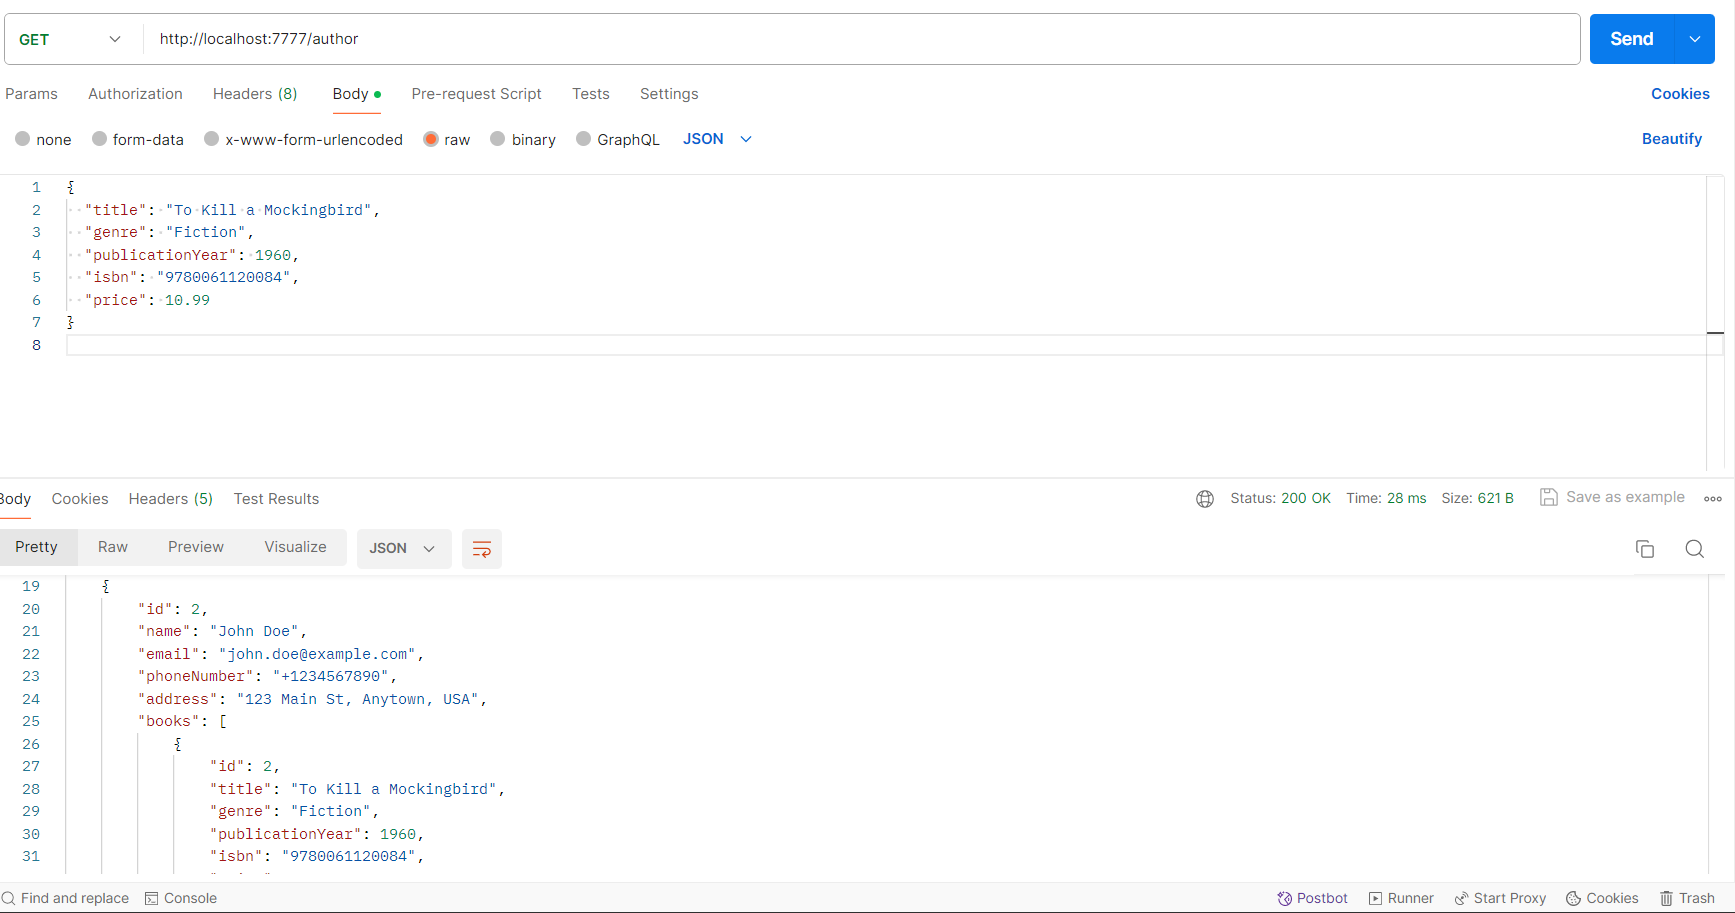 GET http://localhost:7777/author Send
Params Authorization Headers (8) Body Pre-request Script Tests Settings Cookies
none form-data x-www-form-urlencoded raw binary GraphQL JSON Beautify
1 {
2 "title": "To Kill a Mockingbird",
3 "genre": "Fiction",
4 "publicationYear": 1960,
5 "isbn": "9780061120084",
6 "price": 10.99
7 }
8
Body Cookies Headers (5) Test Results Status: 200 OK Time: 28 ms Size: 621 B Save as example
Pretty Raw Preview Visualize JSON
19 {
20 "id": 2,
21 "name": "John Doe",
22 "email": "john.doe@example.com",
23 "phoneNumber": "+1234567890",
24 "address": "123 Main St, Anytown, USA",
25 "books": [
26 {
27 "id": 2,
28 "title": "To Kill a Mockingbird",
29 "genre": "Fiction",
30 "publicationYear": 1960,
31 "isbn": "9780061120084",
Find and replace Console Postbot Runner Start Proxy Cookies Trash